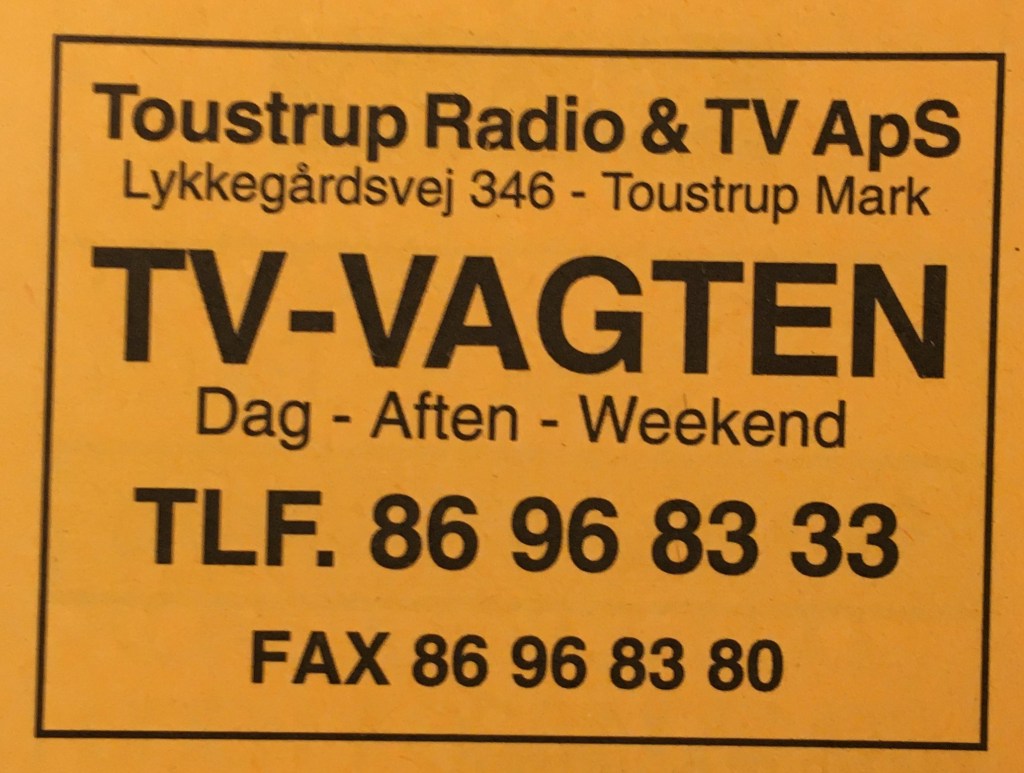 Toustrup Radio & TV ApS
Lykkegårdsvej 346 - Toustrup Mark
TV-VAGTEN
Dag - Aften - Weekend
TLF. 86 96 83 33
FAX 86 96 83 80